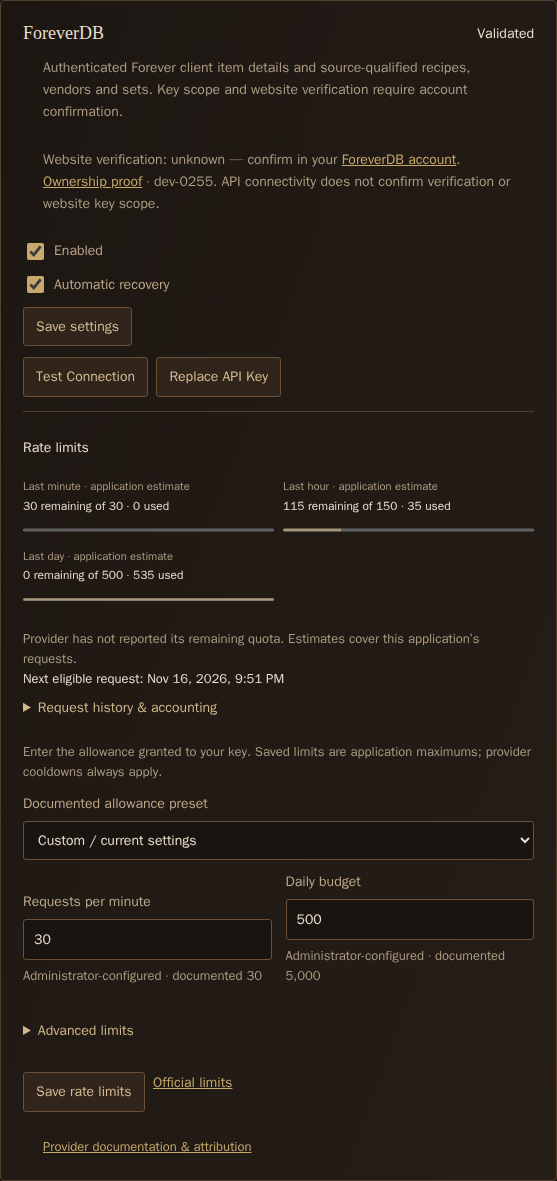 ForeverDB
Validated
Authenticated Forever client item details and source-qualified recipes,
vendors and sets. Key scope and website verification require account
confirmation.
Website verification: unknown — confirm in your ForeverDB account.
Ownership proof · dev-0255. API connectivity does not confirm verification or
website key scope.
Enabled
Automatic recovery
Save settings
Test Connection
Replace API Key
Rate limits
Last minute · application estimate
30 remaining of 30 · 0 used
Last hour · application estimate
115 remaining of 150 · 35 used
Last day · application estimate
0 remaining of 500 · 535 used
Provider has not reported its remaining quota. Estimates cover this application's
requests.
Next eligible request: Nov 16, 2026, 9:51 PM
Request history & accounting
Enter the allowance granted to your key. Saved limits are application maximums; provider
cooldowns always apply.
Documented allowance preset
Custom / current settings
Requests per minute
30
Administrator-configured · documented 30
Daily budget
500
Administrator-configured · documented
5,000
Advanced limits
Save rate limits
Official limits
Provider documentation & attribution